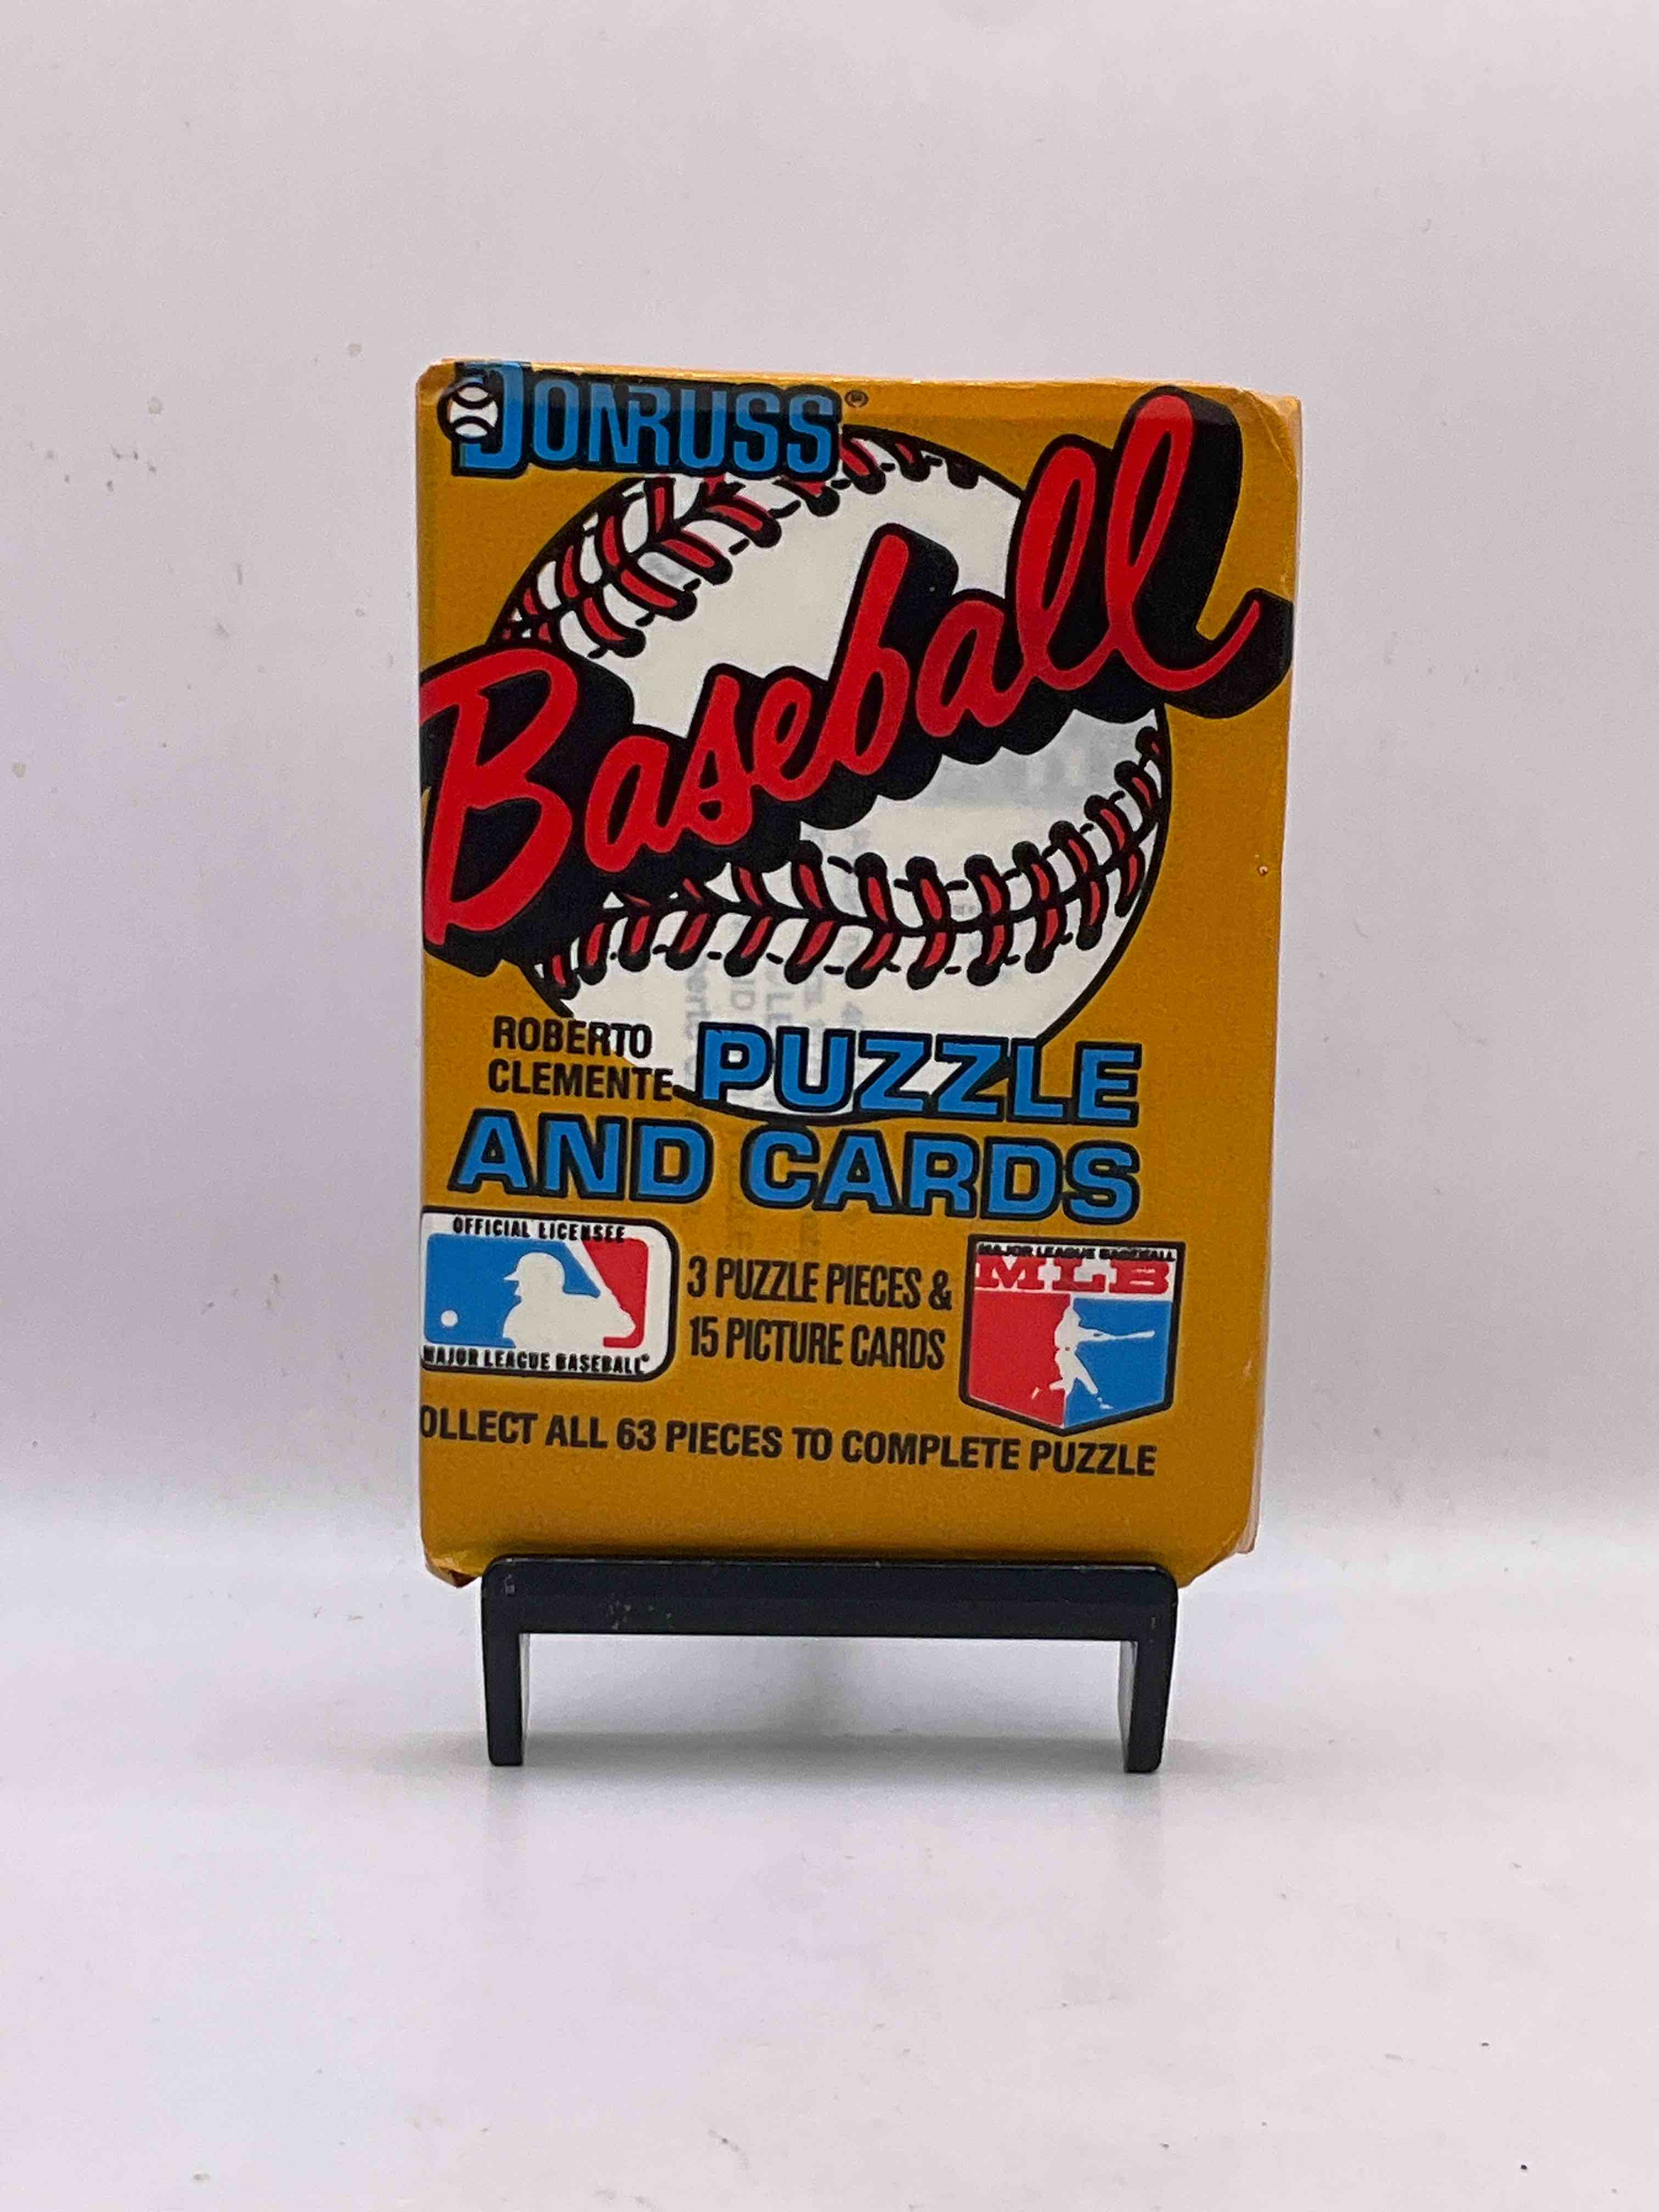 DONRUSS®
Baseball
ROBERTO
CLEMENTE PUZZLE
AND CARDS
OFFICIAL LICENSEE
MAJOR LEAGUE BASEBALL®
3 PUZZLE PIECES &
15 PICTURE CARDS
MAJOR LEAGUE BASEBALL
MLB
OLLECT ALL 63 PIECES TO COMPLETE PUZZLE